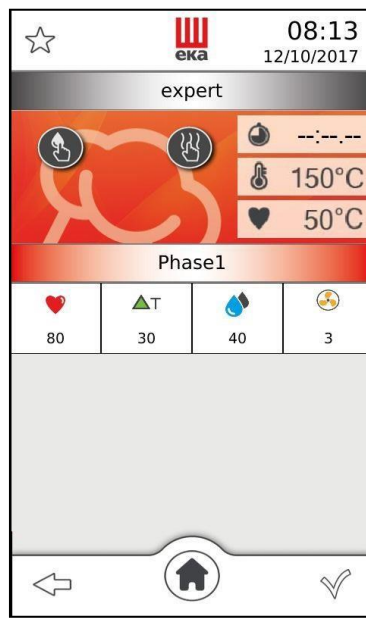 08:13
eka
12/10/2017
expert
--:--.--
150°C
50°C
Phase1
T
80
30
40
3